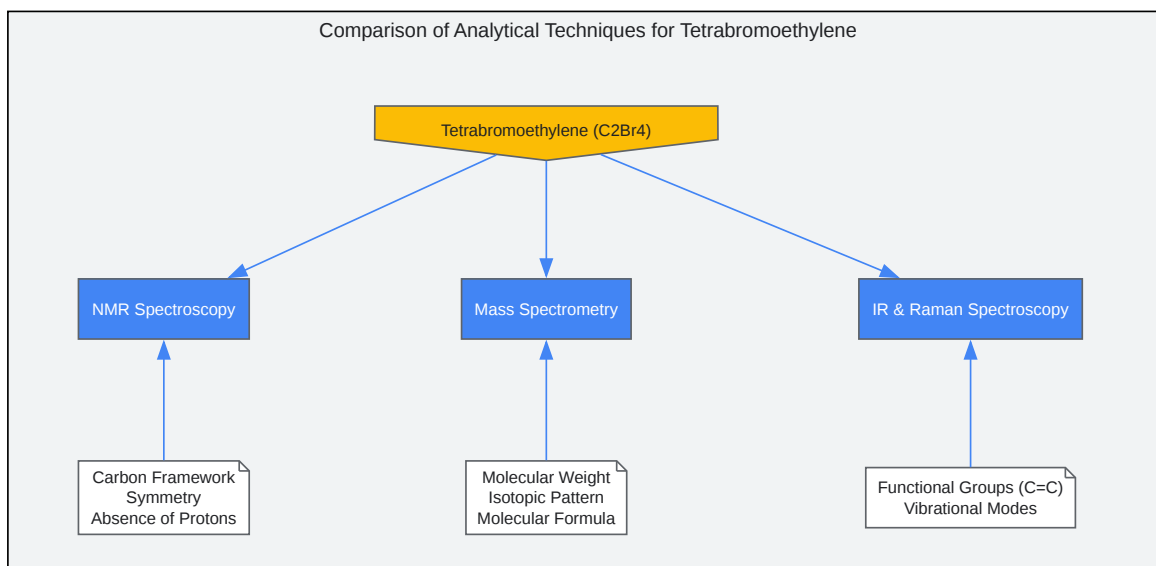 Comparison of Analytical Techniques for Tetrabromoethylene
Tetrabromoethylene (C2Br4)
NMR Spectroscopy
Mass Spectrometry
IR & Raman Spectroscopy
Carbon Framework
Symmetry
Absence of Protons
Molecular Weight
Isotopic Pattern
Molecular Formula
Functional Groups (C=C)
Vibrational Modes